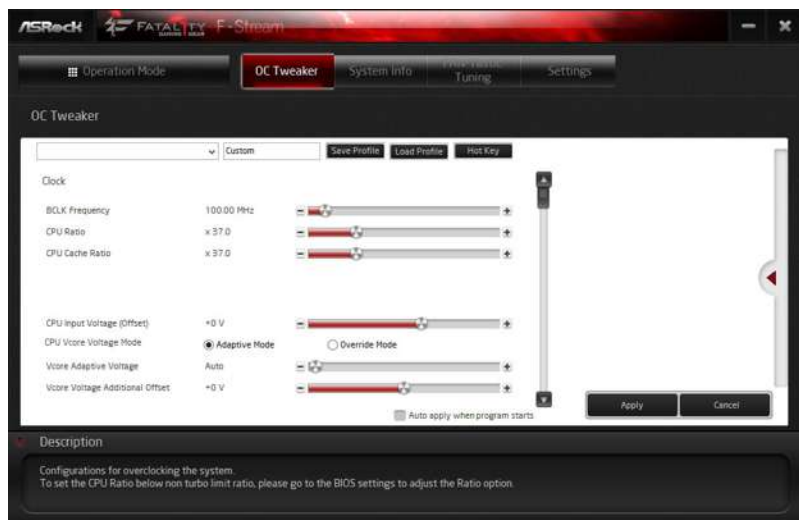 ASRock FATAL1TY GAMING GEAR F-Stream
Operation Mode
OC Tweaker
System Info
Tuning
Settings
OC Tweaker
Custom
Save Profile
Load Profile
Hot Key
Clock
BCLK Frequency 100.00 MHz
CPU Ratio x 37.0
CPU Cache Ratio x 37.0
CPU Input Voltage (Offset) +0 V
CPU Vcore Voltage Mode Adaptive Mode Override Mode
Vcore Adaptive Voltage Auto
Vcore Voltage Additional Offset +0 V
Auto apply when program starts
Apply
Cancel
Description
Configurations for overclocking the system.
To set the CPU Ratio below non turbo limit ratio, please go to the BIOS settings to adjust the Ratio option.